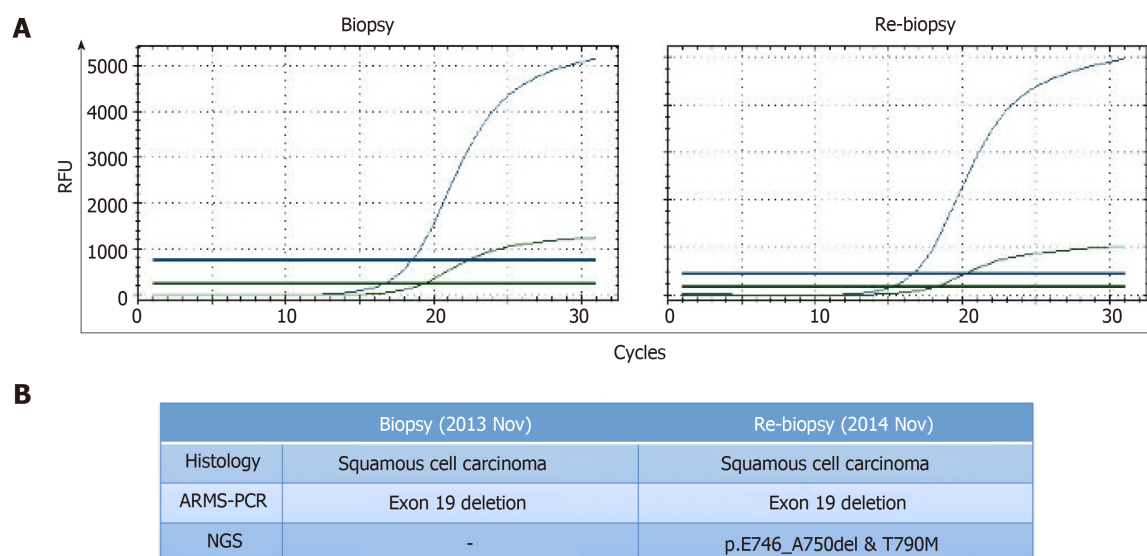 A
Biopsy
Re-biopsy
RFU
5000
4000
3000
2000
1000
0
0 10 20 30
0 10 20 30
Cycles
B
Biopsy (2013 Nov) Re-biopsy (2014 Nov)
Histology Squamous cell carcinoma Squamous cell carcinoma
ARMS-PCR Exon 19 deletion Exon 19 deletion
NGS - p.E746_A750del & T790M